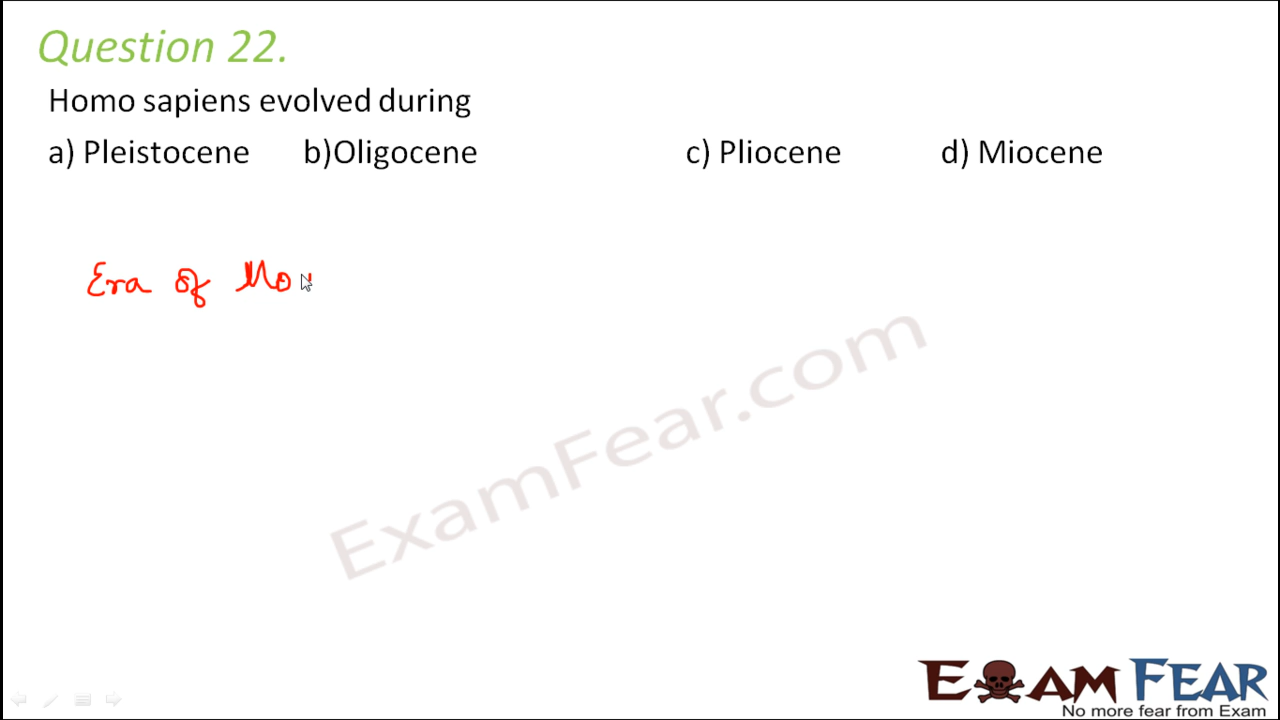 Question 22.
Homo sapiens evolved during
a) Pleistocene b)Oligocene c) Pliocene d) Miocene
Era of Mo
ExamFear.com
EXAM FEAR
No more fear from Exam